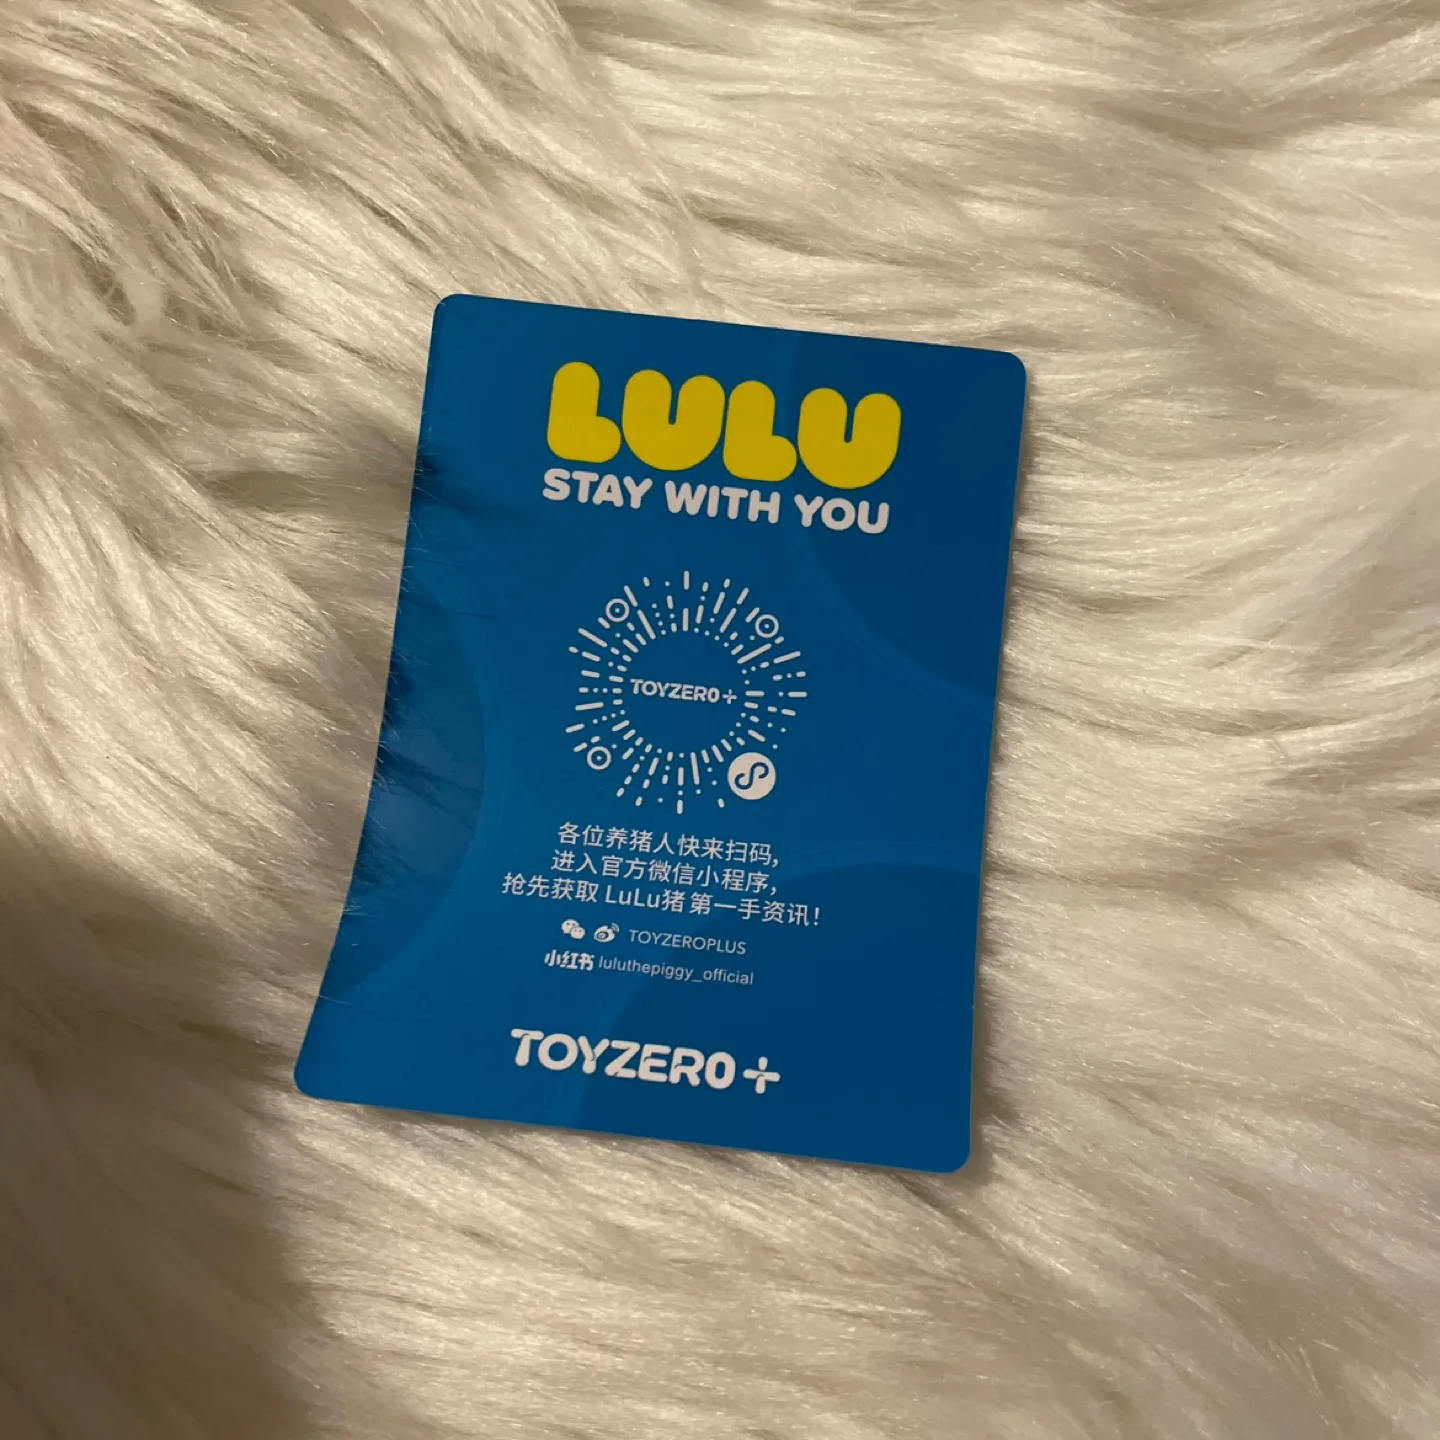 LULU
STAY WITH YOU
TOYZERO+
各位养猪人快来扫码,
进入官方微信小程序,
抢先获取 LuLu猪 第一手资讯!
TOYZEROPLUS
小红书 luluthepiggy_official
TOYZERO+